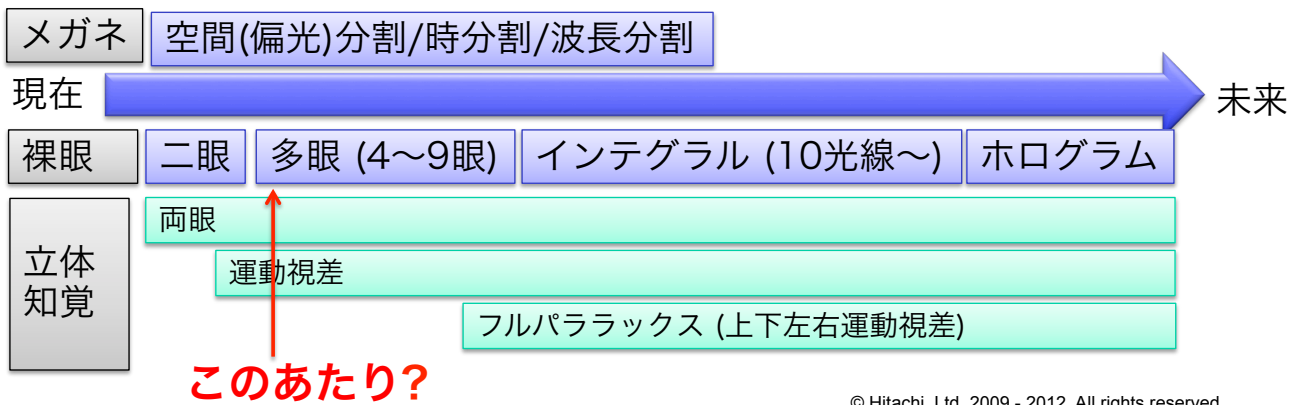 メガネ 空間(偏光)分割/時分割/波長分割
現在 未来
裸眼 二眼 多眼 (4〜9眼) インテグラル (10光線〜) ホログラム
両眼
立体
知覚
運動視差
フルパララックス (上下左右運動視差)
このあたり?
© Hitachi, Ltd. 2009 - 2012. All rights reserved.